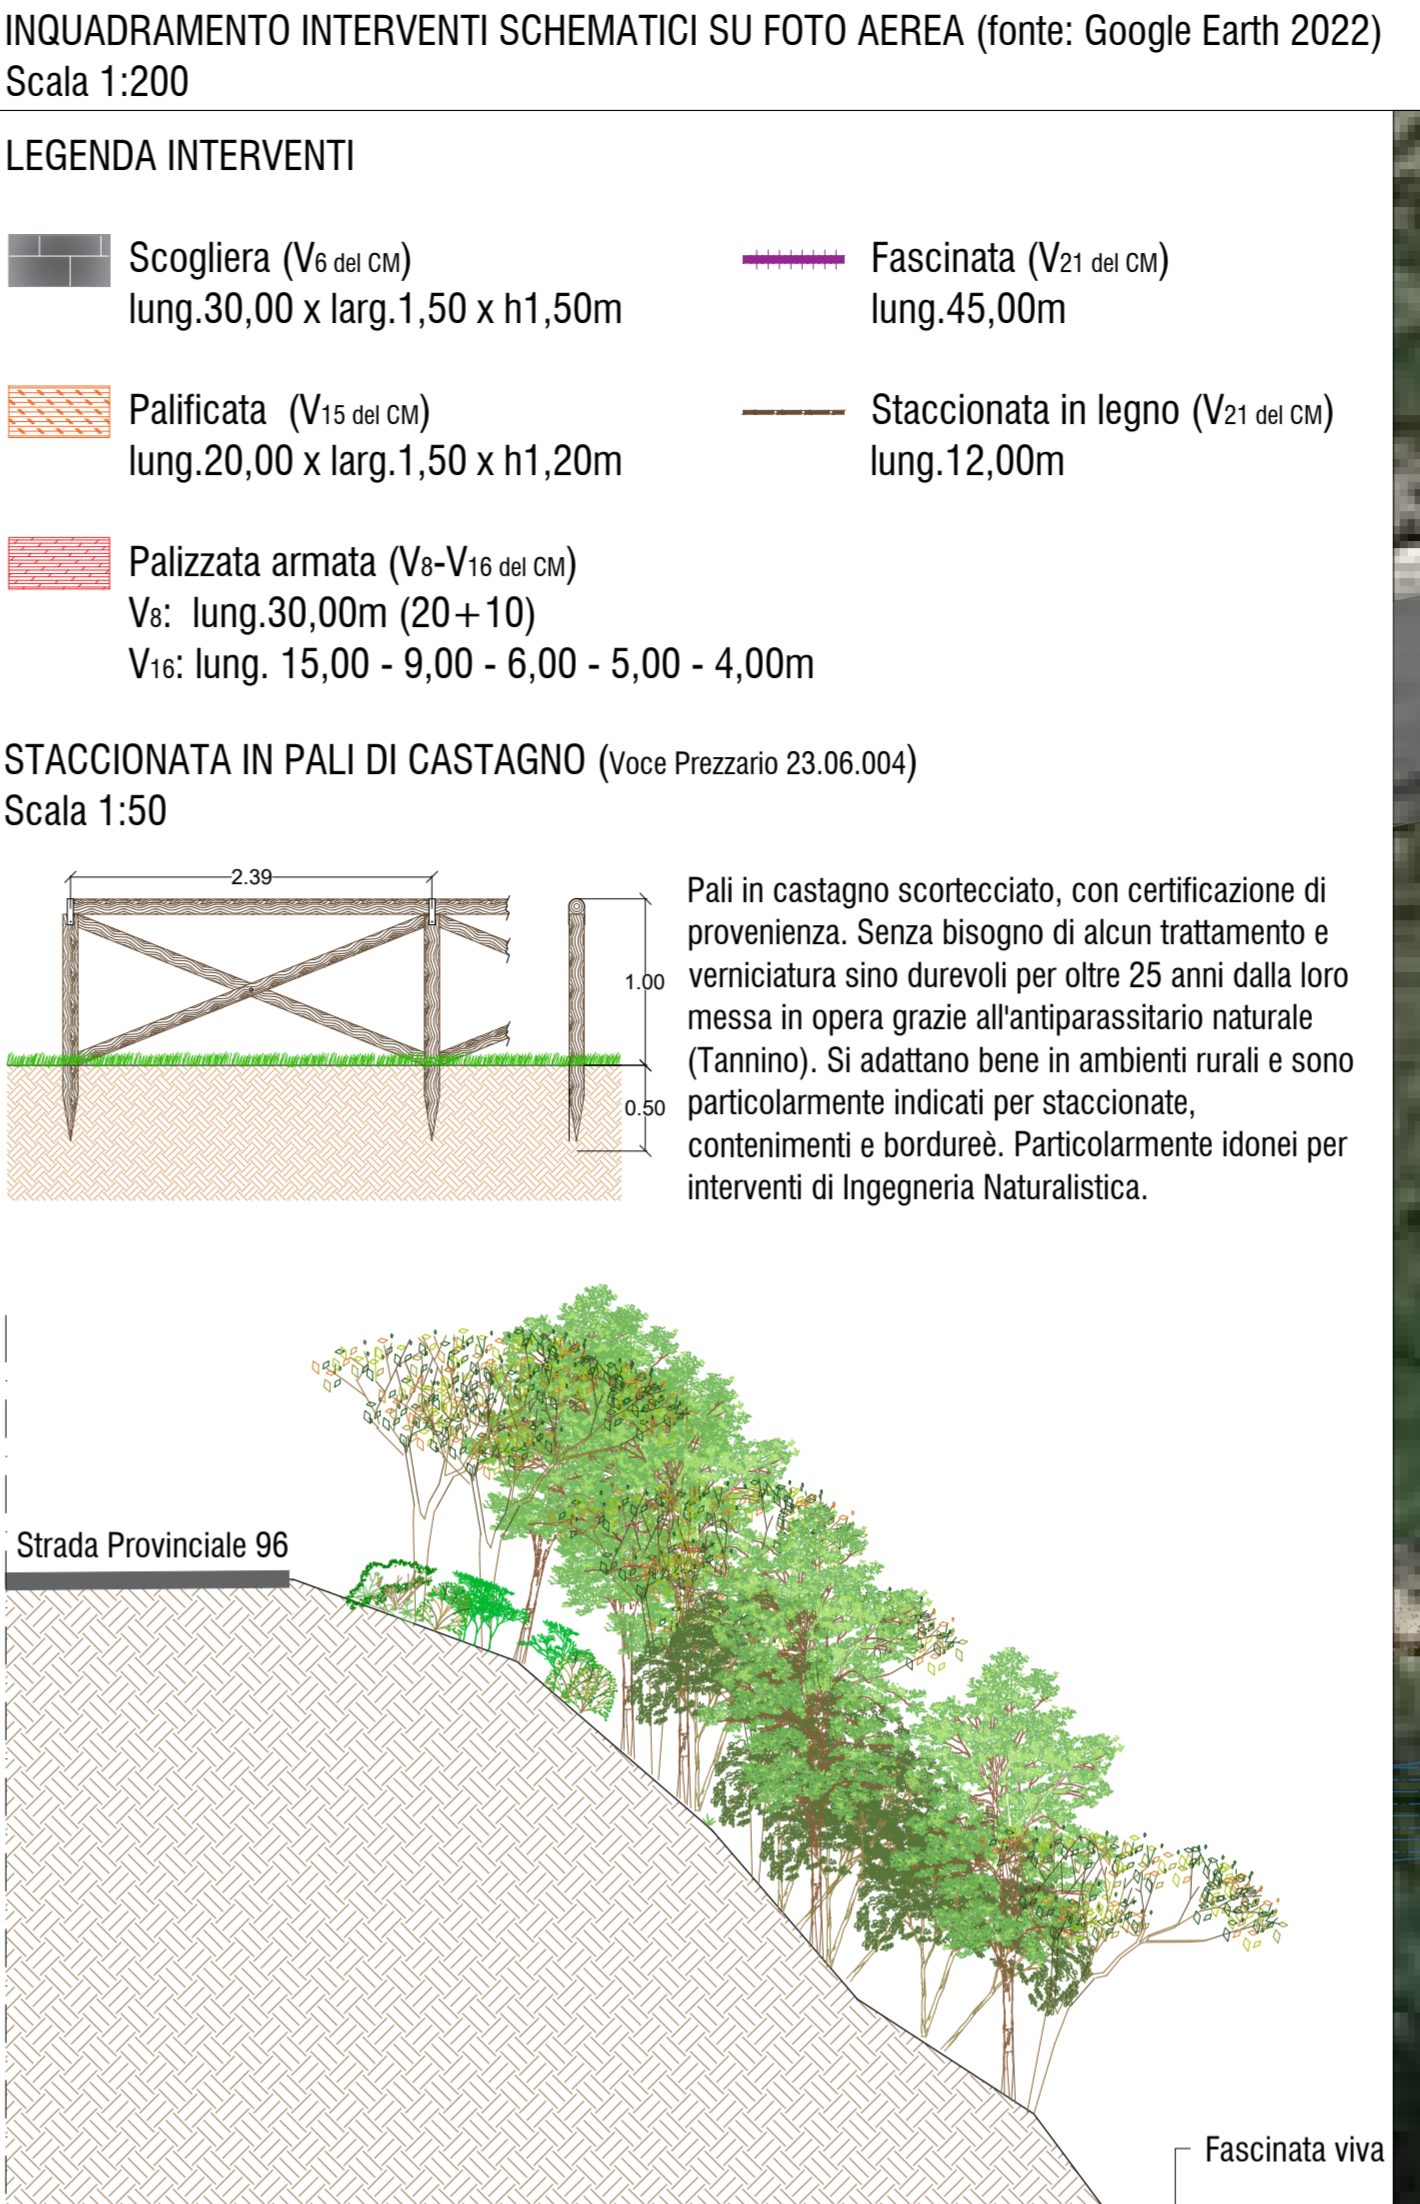 INQUADRAMENTO INTERVENTI SCHEMATICI SU FOTO AEREA (fonte: Google Earth 2022)
Scala 1:200
LEGENDA INTERVENTI
Scogliera (V6 del CM)
lung.30,00 x larg.1,50 x h1,50m
Palificata (V15 del CM)
lung.20,00 x larg.1,50 x h1,20m
Palizzata armata (V8-V16 del CM)
V8: lung.30,00m (20+10)
V16: lung. 15,00 - 9,00 - 6,00 - 5,00 - 4,00m
Fascinata (V21 del CM)
lung.45,00m
Staccionata in legno (V21 del CM)
lung.12,00m
STACCIONATA IN PALI DI CASTAGNO (Voce Prezzario 23.06.004)
Scala 1:50
2.39
1.00
0.50
Pali in castagno scortecciato, con certificazione di
provenienza. Senza bisogno di alcun trattamento e
verniciatura sino durevoli per oltre 25 anni dalla loro
messa in opera grazie all'antiparassitario naturale
(Tannino). Si adattano bene in ambienti rurali e sono
particolarmente indicati per staccionate,
contenimenti e bordureè. Particolarmente idonei per
interventi di Ingegneria Naturalistica.
Strada Provinciale 96
Fascinata viva